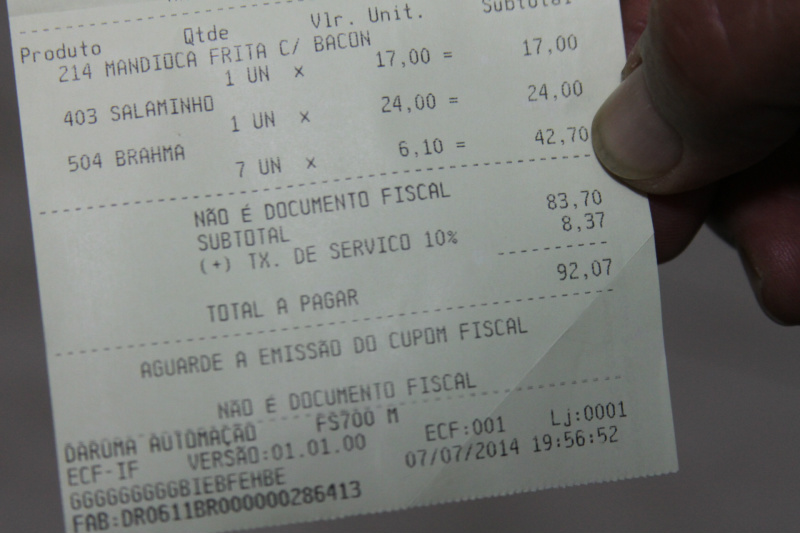 Produto Qtde Vlr. Unit. Subtotal
214 MANDIOCA FRITA C/ BACON
1 UN x 17,00 = 17,00
403 SALAMINHO
1 UN x 24,00 = 24,00
504 BRAHMA
7 UN x 6,10 = 42,70
NÃO É DOCUMENTO FISCAL
SUBTOTAL 83,70
(+) TX. DE SERVICO 10% 8,37
TOTAL A PAGAR 92,07
AGUARDE A EMISSÃO DO CUPOM FISCAL
NÃO É DOCUMENTO FISCAL
DARUMA AUTOMAÇÃO FS700 M
ECF-IF VERSÃO:01.01.00 ECF:001 Lj:0001
GGGGGGGGGBIEBFEHBE 07/07/2014 19:56:52
FAB:DR0611BR000000286413